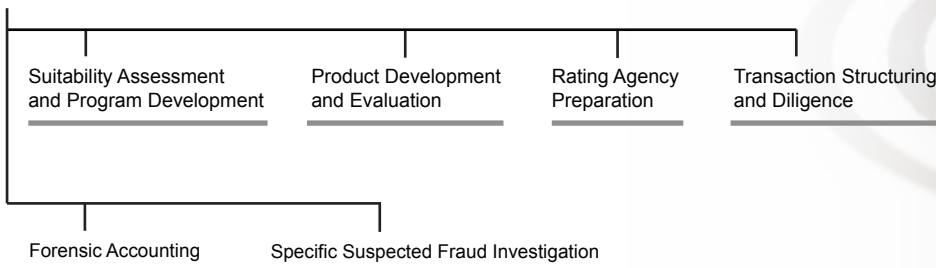 Suitability Assessment
and Program Development
Product Development
and Evaluation
Rating Agency
Preparation
Transaction Structuring
and Diligence
Forensic Accounting
Specific Suspected Fraud Investigation